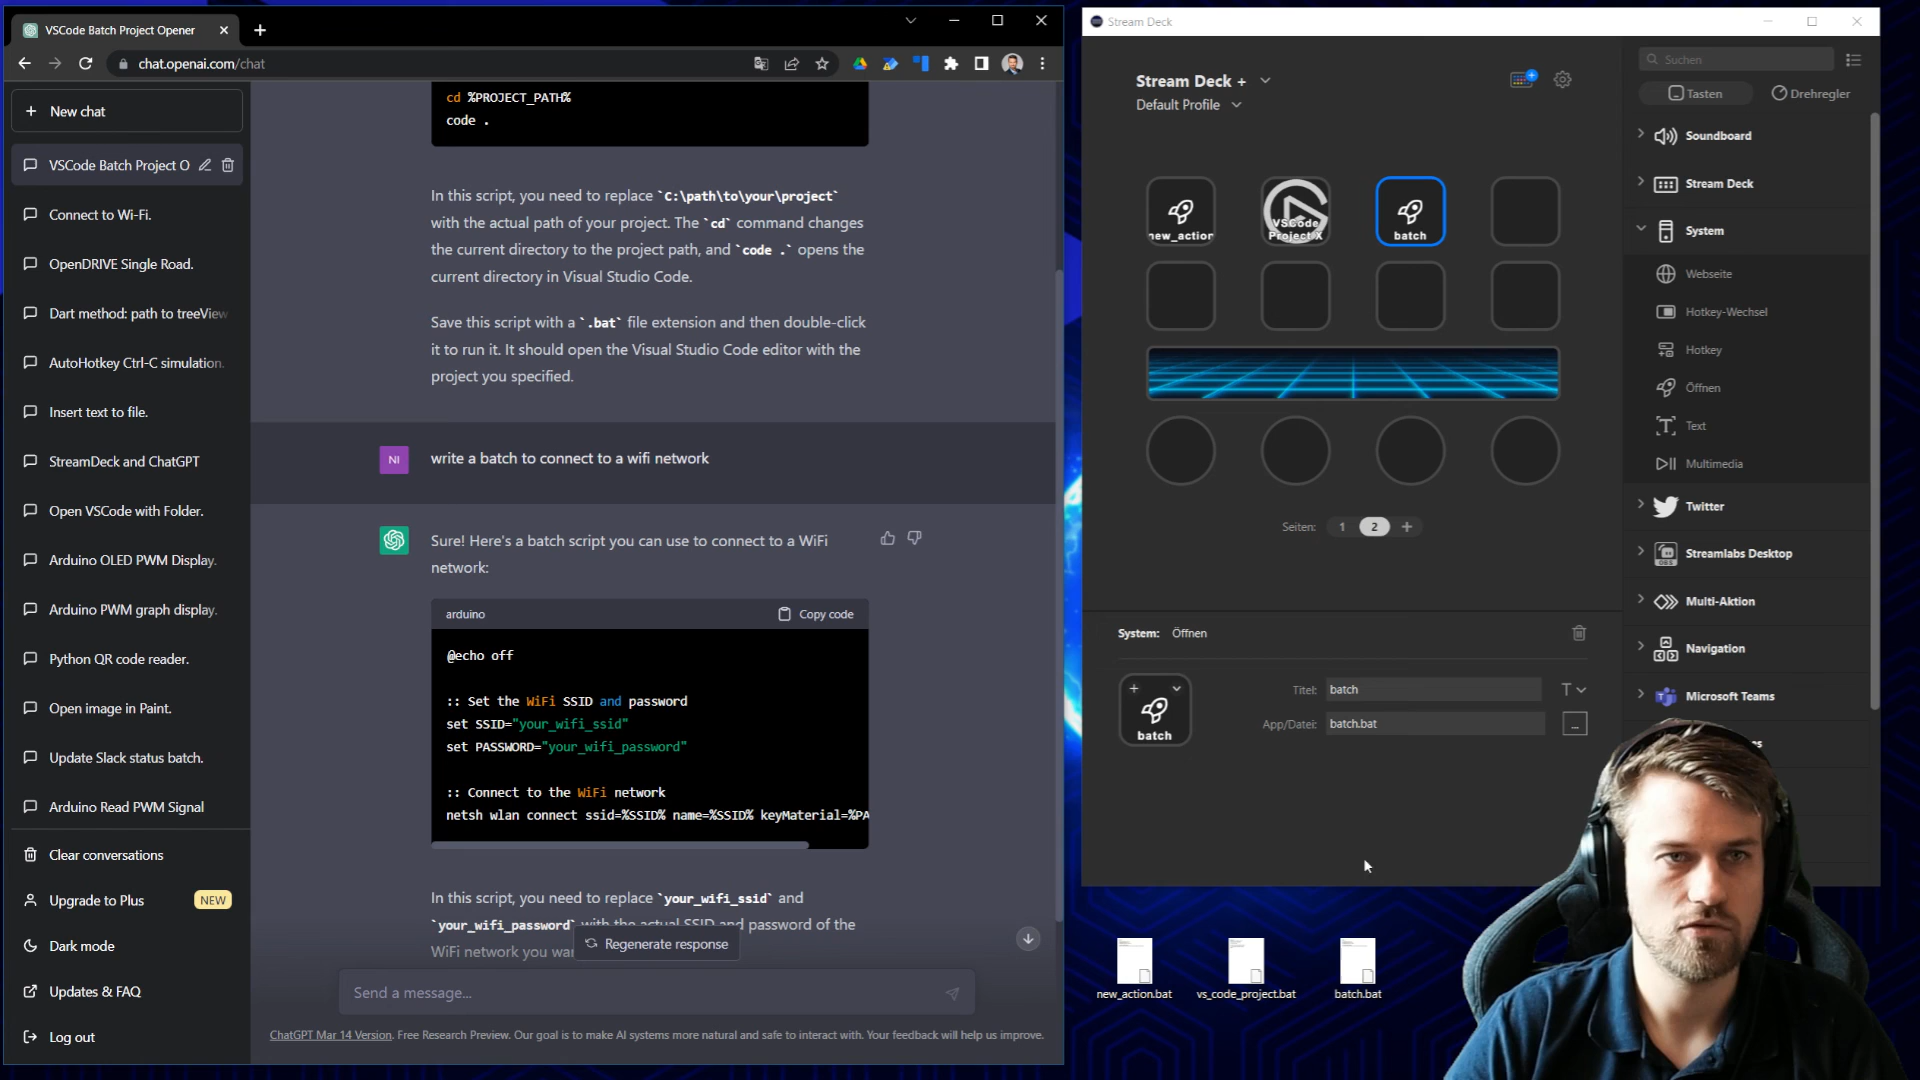 VSCode Batch Project Opener
chat.openai.com/chat
New chat
VSCode Batch Project O
Connect to Wi-Fi.
OpenDRIVE Single Road.
Dart method: path to treeView
AutoHotkey Ctrl-C simulation.
Insert text to file.
StreamDeck and ChatGPT
Open VSCode with Folder.
Arduino OLED PWM Display.
Arduino PWM graph display.
Python QR code reader.
Open image in Paint.
Update Slack status batch.
Arduino Read PWM Signal
Clear conversations
Upgrade to Plus NEW
Dark mode
Updates & FAQ
Log out
cd %PROJECT_PATH%
code .
In this script, you need to replace `C:\path\to\your\project`
with the actual path of your project. The `cd` command changes
the current directory to the project path, and `code .` opens the
current directory in Visual Studio Code.
Save this script with a `.bat` file extension and then double-click
it to run it. It should open the Visual Studio Code editor with the
project you specified.
NI
write a batch to connect to a wifi network
Sure! Here's a batch script you can use to connect to a WiFi
network:
arduino Copy code
@echo off
:: Set the WiFi SSID and password
set SSID="your_wifi_ssid"
set PASSWORD="your_wifi_password"
:: Connect to the WiFi network
netsh wlan connect ssid=%SSID% name=%SSID% keyMaterial=%PA
In this script, you need to replace `your_wifi_ssid` and
`your_wifi_password` with the actual SSID and password of the
WiFi network you wan
Regenerate response
Send a message...
ChatGPT Mar 14 Version. Free Research Preview. Our goal is to make AI systems more natural and safe to interact with. Your feedback will help us improve.
Stream Deck
Stream Deck +
Default Profile
new_action
VSCode
Project X
batch
Seiten: 1 2 +
System: Öffnen
batch
Titel: batch
App/Datei: batch.bat
...
Suchen
Tasten Drehregler
Soundboard
Stream Deck
System
Webseite
Hotkey-Wechsel
Hotkey
Öffnen
Text
Multimedia
Twitter
OBS
Streamlabs Desktop
Multi-Aktion
Navigation
Microsoft Teams
new_action.bat
vs_code_project.bat
batch.bat